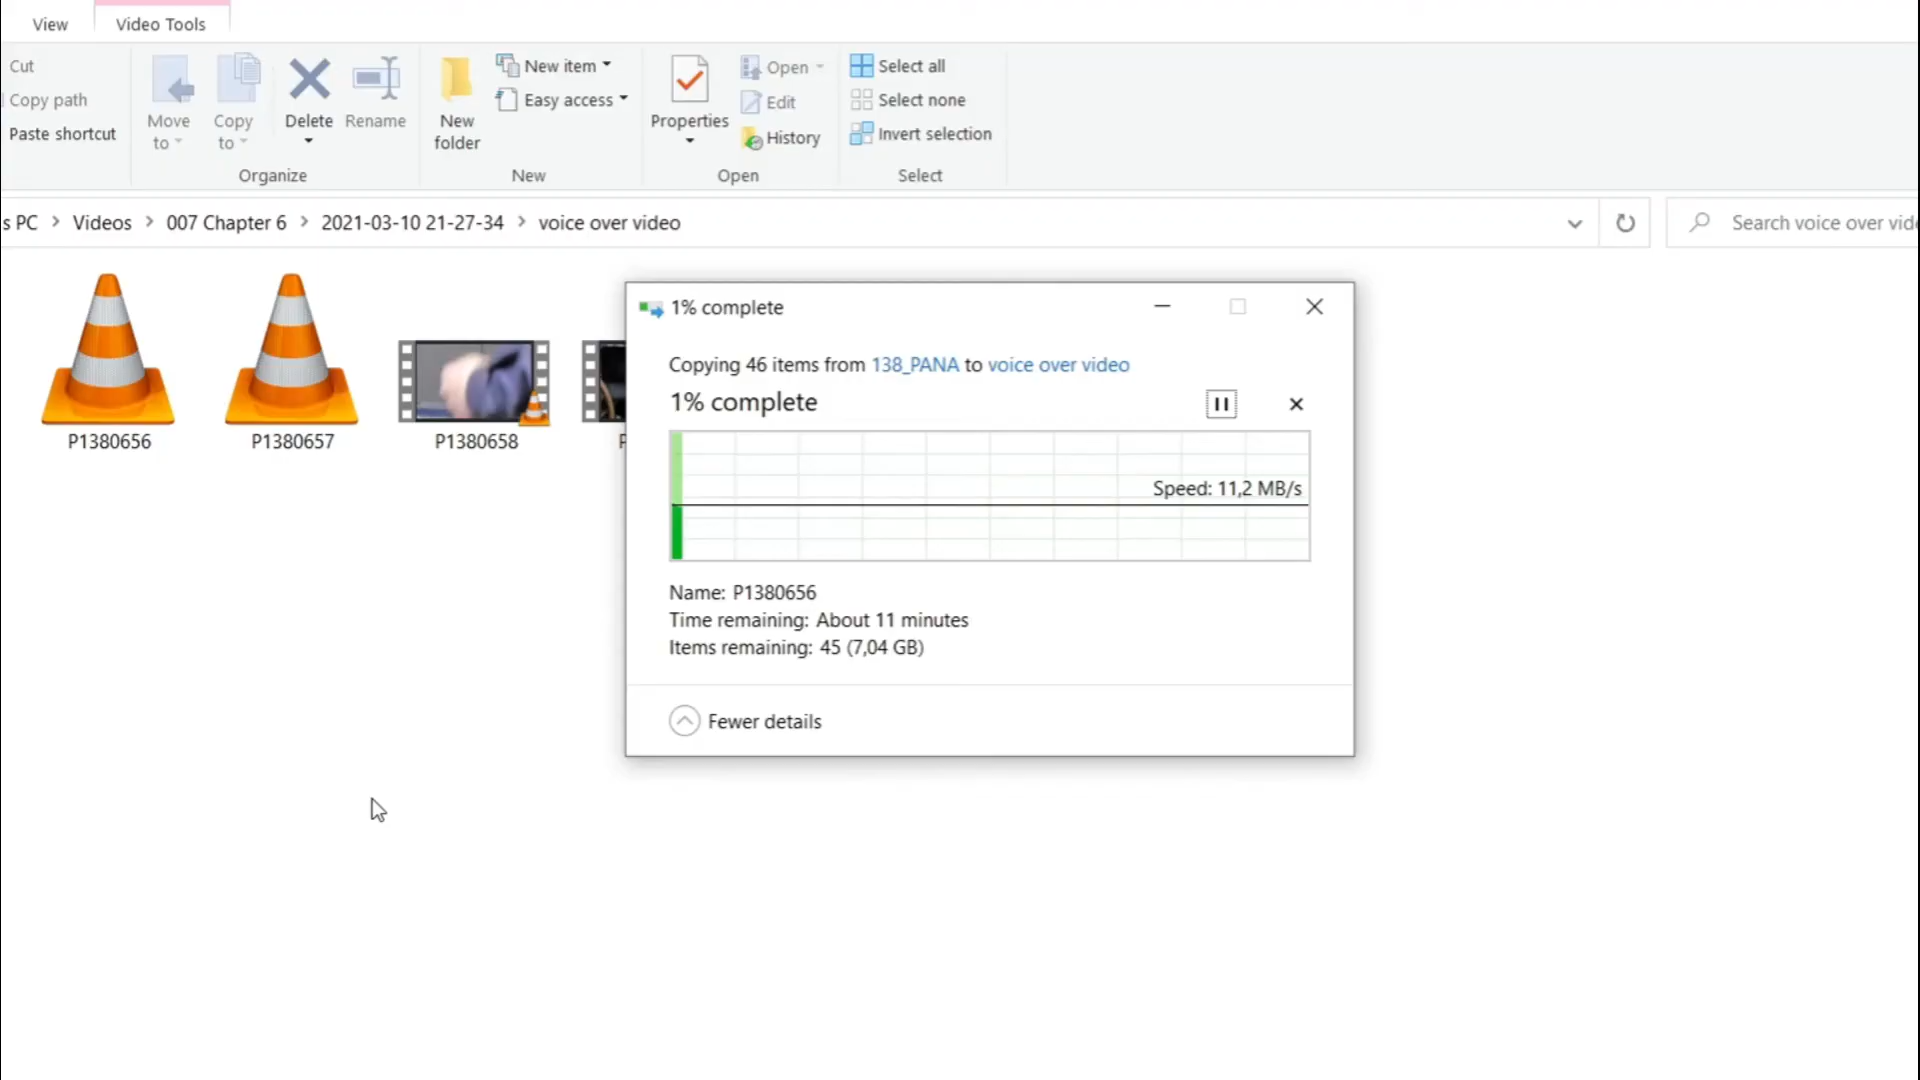 View
Video Tools
Cut
Copy path
Paste shortcut
Move to
Copy to
Delete
Rename
Organize
New folder
New item
Easy access
New
Properties
Open
Edit
History
Open
Select all
Select none
Invert selection
Select
s PC > Videos > 007 Chapter 6 > 2021-03-10 21-27-34 > voice over video
Search voice over vide
P1380656
P1380657
P1380658
1% complete
Copying 46 items from 138_PANA to voice over video
1% complete
Speed: 11,2 MB/s
Name: P1380656
Time remaining: About 11 minutes
Items remaining: 45 (7,04 GB)
Fewer details